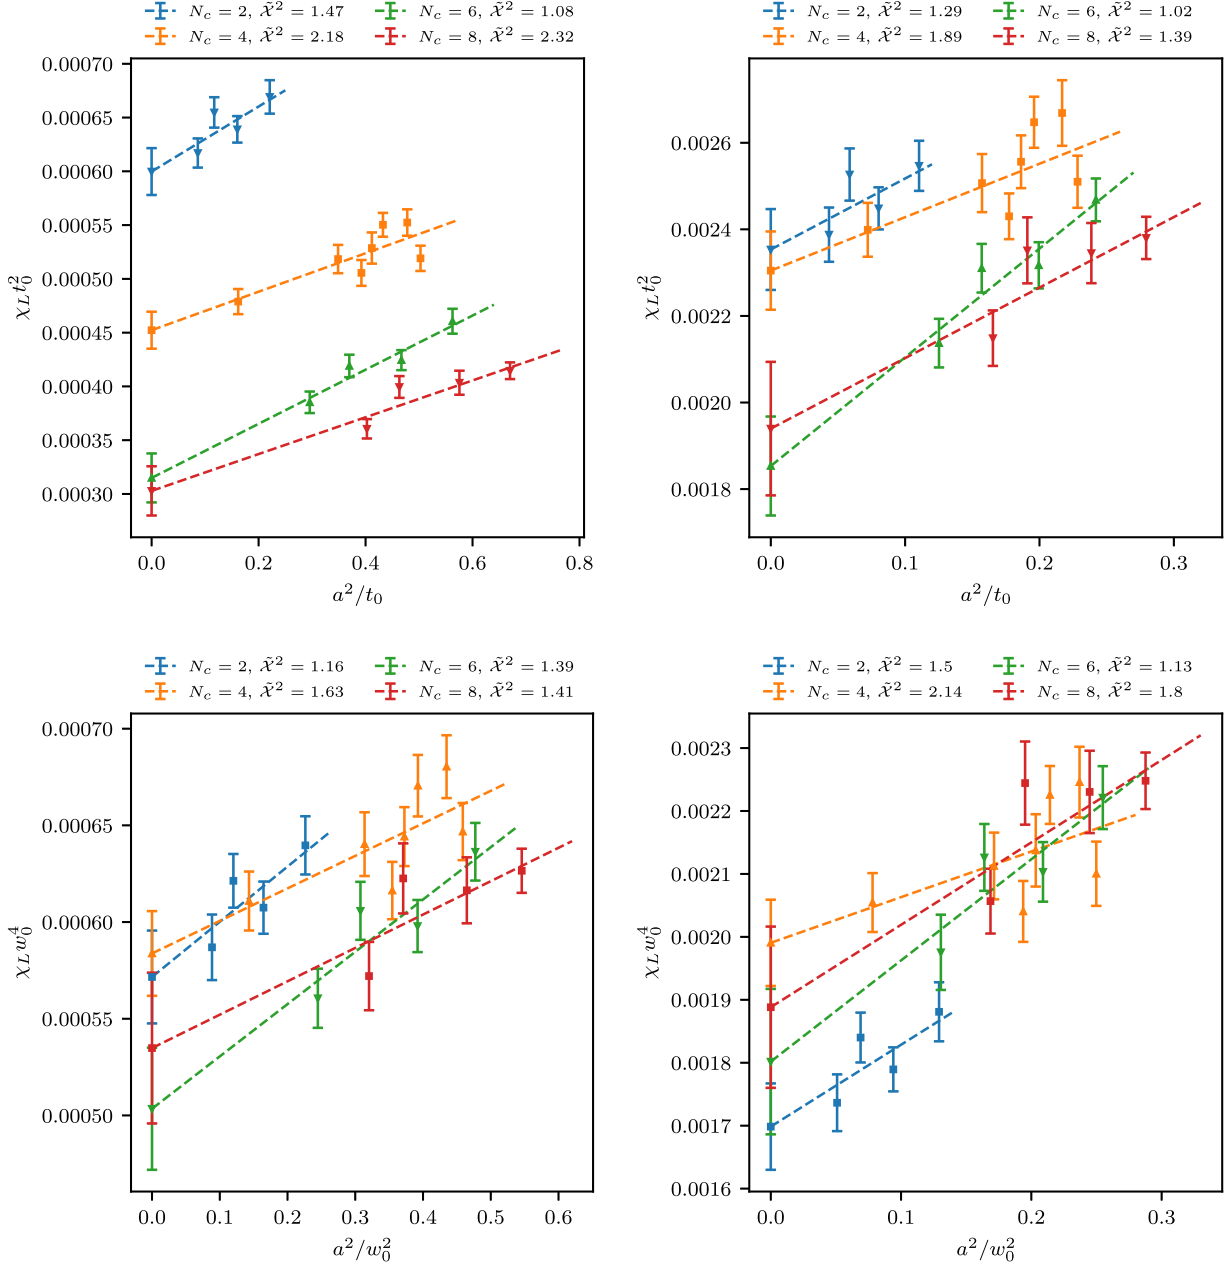 N_c = 2, 𝒳̃² = 1.47   N_c = 6, 𝒳̃² = 1.08
N_c = 4, 𝒳̃² = 2.18   N_c = 8, 𝒳̃² = 2.32
0.00070
0.00065
0.00060
0.00055
0.00050
0.00045
0.00040
0.00035
0.00030
χ_L t_0^2
0.0 0.2 0.4 0.6 0.8
a²/t_0
N_c = 2, 𝒳̃² = 1.29   N_c = 6, 𝒳̃² = 1.02
N_c = 4, 𝒳̃² = 1.89   N_c = 8, 𝒳̃² = 1.39
0.0026
0.0024
0.0022
0.0020
0.0018
χ_L t_0^2
0.0 0.1 0.2 0.3
a²/t_0
N_c = 2, 𝒳̃² = 1.16   N_c = 6, 𝒳̃² = 1.39
N_c = 4, 𝒳̃² = 1.63   N_c = 8, 𝒳̃² = 1.41
0.00070
0.00065
0.00060
0.00055
0.00050
χ_L w_0^4
0.0 0.1 0.2 0.3 0.4 0.5 0.6
a²/w_0^2
N_c = 2, 𝒳̃² = 1.5   N_c = 6, 𝒳̃² = 1.13
N_c = 4, 𝒳̃² = 2.14   N_c = 8, 𝒳̃² = 1.8
0.0023
0.0022
0.0021
0.0020
0.0019
0.0018
0.0017
0.0016
χ_L w_0^4
0.0 0.1 0.2 0.3
a²/w_0^2